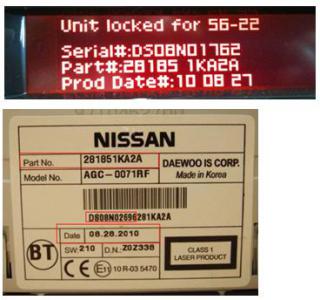 Unit locked for 56-22
Serial#:DS08N01762
Part#:28185 1KA2A
Prod Date#:10 08 27
NISSAN
Part No. 281851KA2A DAEWOO IS CORP.
Model No. AGC-0071RF Made in Korea
DS08N02696281KA2A
Date 08.28.2010
SW:210 D.N.:Z0Z338
BT CE E11 10 R-03 5470
CLASS 1
LASER PRODUCT